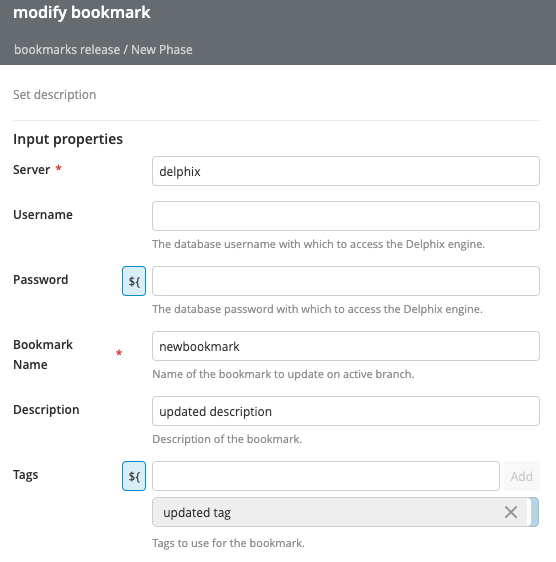 modify bookmark
bookmarks release / New Phase
Set description
Input properties
Server *
delphix
Username
The database username with which to access the Delphix engine.
Password
${
The database password with which to access the Delphix engine.
Bookmark
Name
*
newbookmark
Name of the bookmark to update on active branch.
Description
updated description
Description of the bookmark.
Tags
${
Add
updated tag
Tags to use for the bookmark.